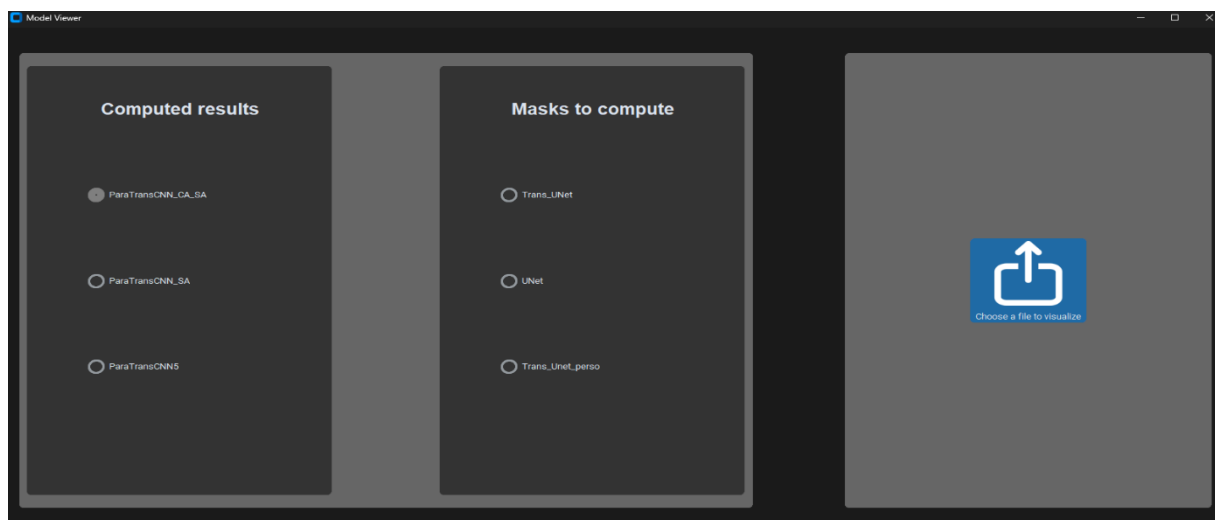 Model Viewer
Computed results
ParaTransCNN_CA_SA
ParaTransCNN_SA
ParaTransCNN5
Masks to compute
Trans_UNet
UNet
Trans_Unet_perso
Choose a file to visualize